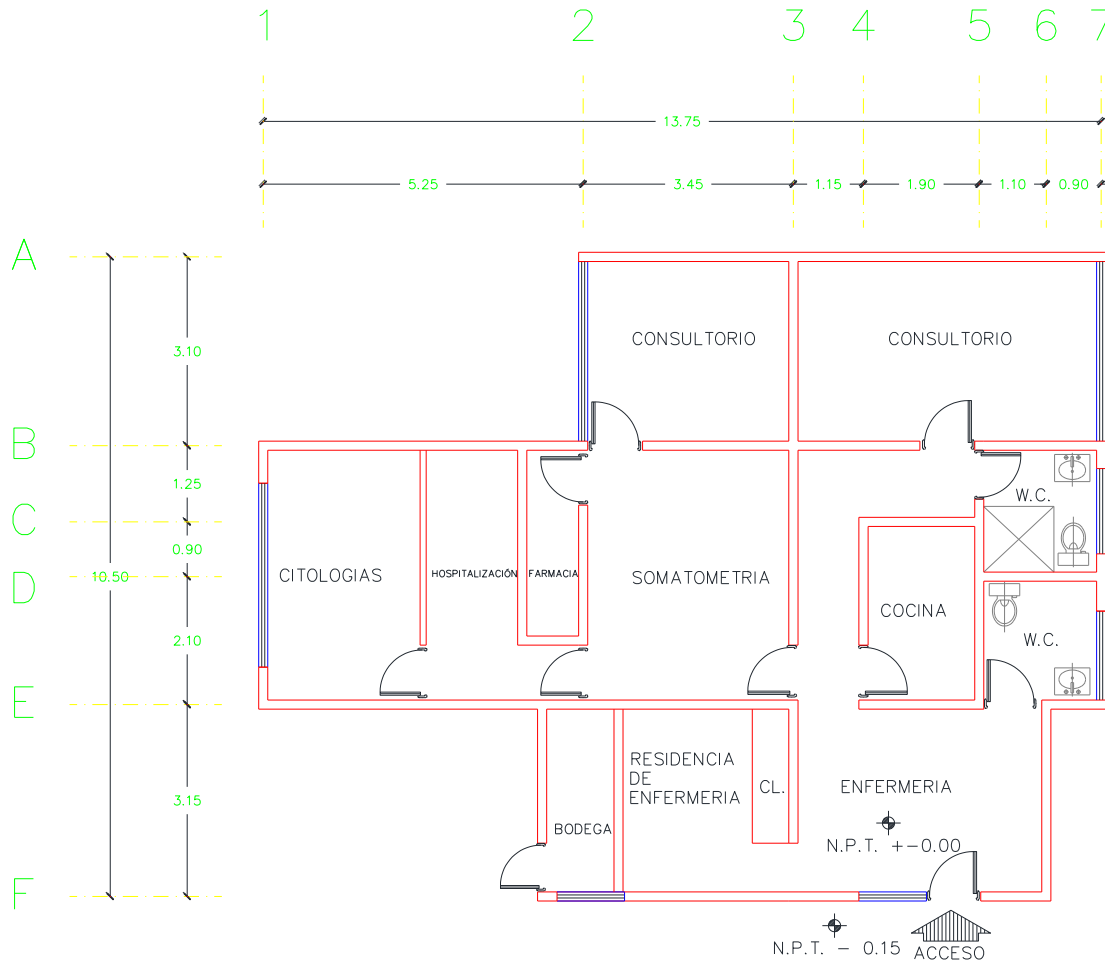 1 2 3 4 5 6 7
13.75
5.25 3.45 1.15 1.90 1.10 0.90
A
3.10
CONSULTORIO CONSULTORIO
B
1.25
W.C.
C
0.90
10.50
D
CITOLOGIAS HOSPITALIZACIÓN FARMACIA SOMATOMETRIA
COCINA
2.10
W.C.
E
RESIDENCIA
DE
ENFERMERIA
CL.
ENFERMERIA
3.15
BODEGA
N.P.T. +-0.00
F
N.P.T. - 0.15
ACCESO